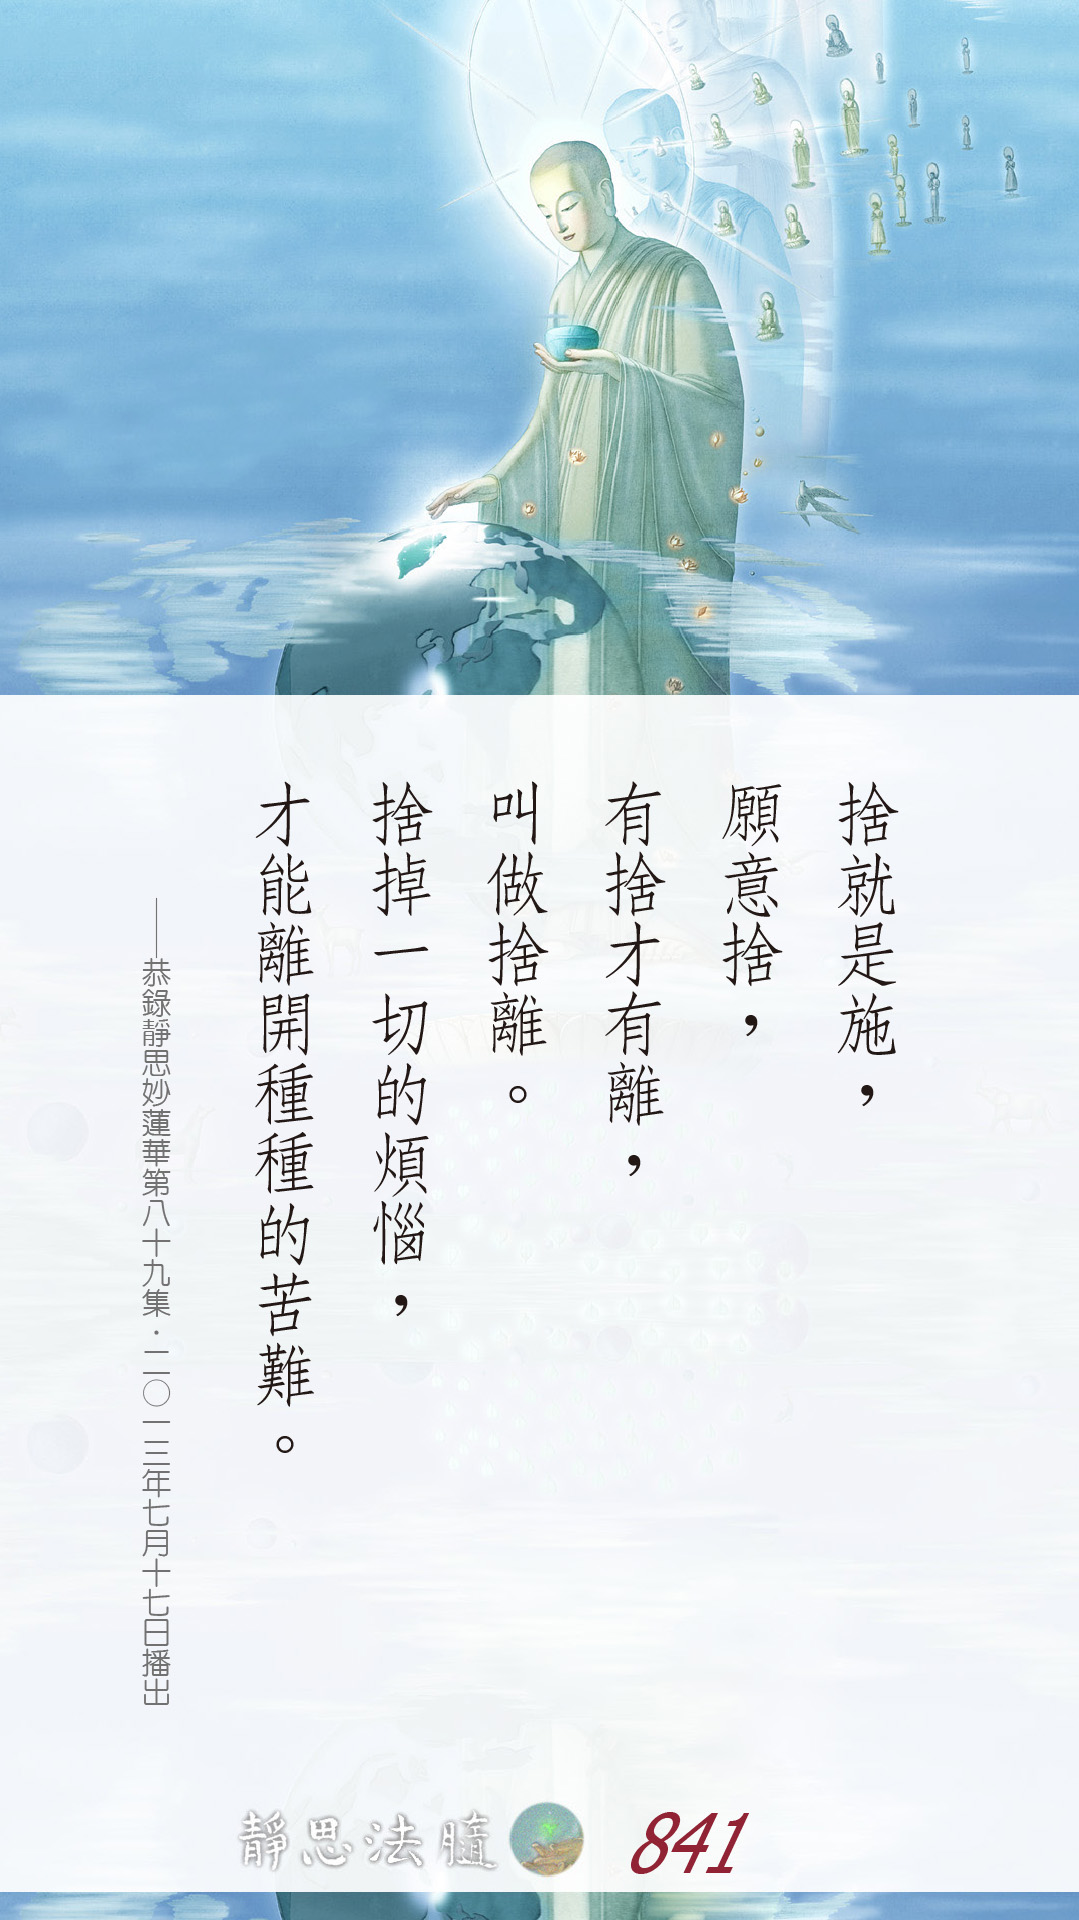 捨就是施，
願意捨，
有捨才有離，
叫做捨離。
捨掉一切的煩惱，
才能離開種種的苦難。
——恭錄靜思妙蓮華第八十九集．二〇一三年七月十七日播出
靜思法髓
841